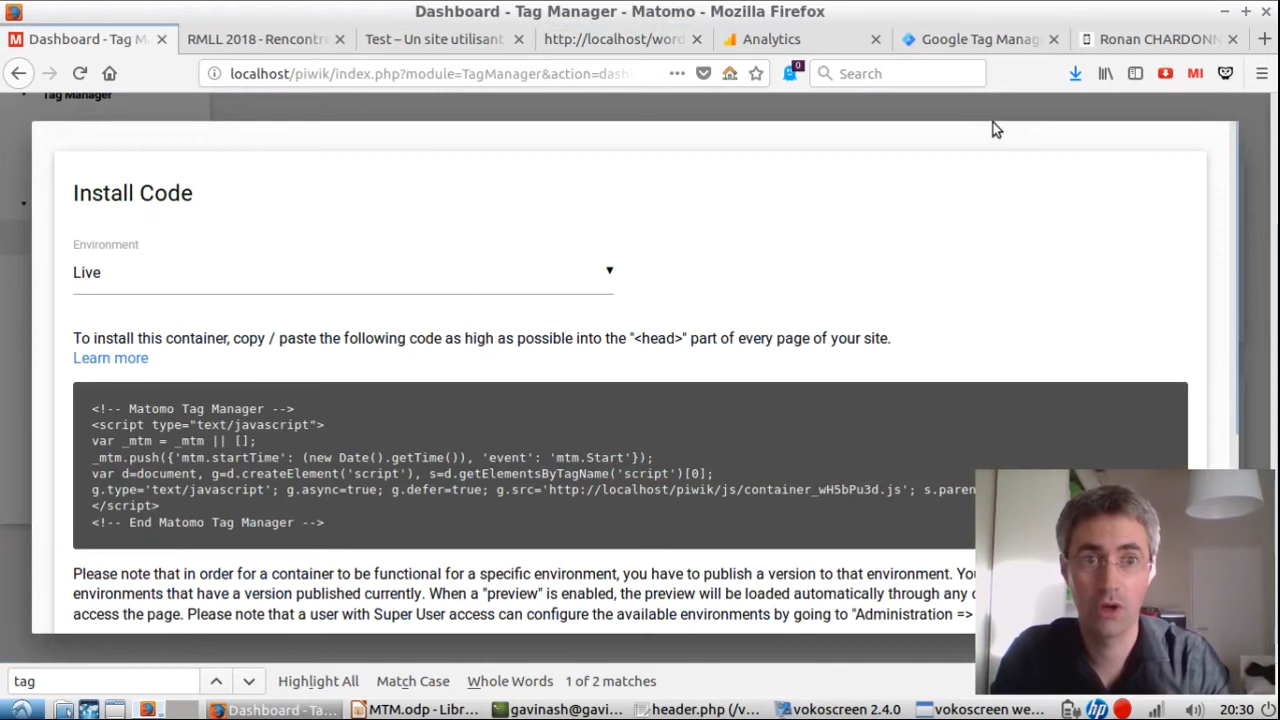 Dashboard - Tag Manager - Matomo - Mozilla Firefox
Dashboard - Tag M
RMLL 2018 - Rencontre
Test – Un site utilisant
http://localhost/word
Analytics
Google Tag Manag
Ronan CHARDONN
localhost/piwik/index.php?module=TagManager&action=dash
0
Search
Tag Manager
Install Code
Environment
Live
To install this container, copy / paste the following code as high as possible into the "<head>" part of every page of your site.
Learn more
<!-- Matomo Tag Manager -->
<script type="text/javascript">
var _mtm = _mtm || [];
_mtm.push({'mtm.startTime': (new Date().getTime()), 'event': 'mtm.Start'});
var d=document, g=d.createElement('script'), s=d.getElementsByTagName('script')[0];
g.type='text/javascript'; g.async=true; g.defer=true; g.src='http://localhost/piwik/js/container_wH5bPu3d.js'; s.paren
</script>
<!-- End Matomo Tag Manager -->
Please note that in order for a container to be functional for a specific environment, you have to publish a version to that environment. You
environments that have a version published currently. When a "preview" is enabled, the preview will be loaded automatically through any c
access the page. Please note that a user with Super User access can configure the available environments by going to "Administration =>
tag
Highlight All
Match Case
Whole Words
1 of 2 matches
Dashboard - Ta...
MTM.odp - Libr...
gavinash@gavi...
header.php (/v...
vokoscreen 2.4.0
vokoscreen we...
hp
20:30